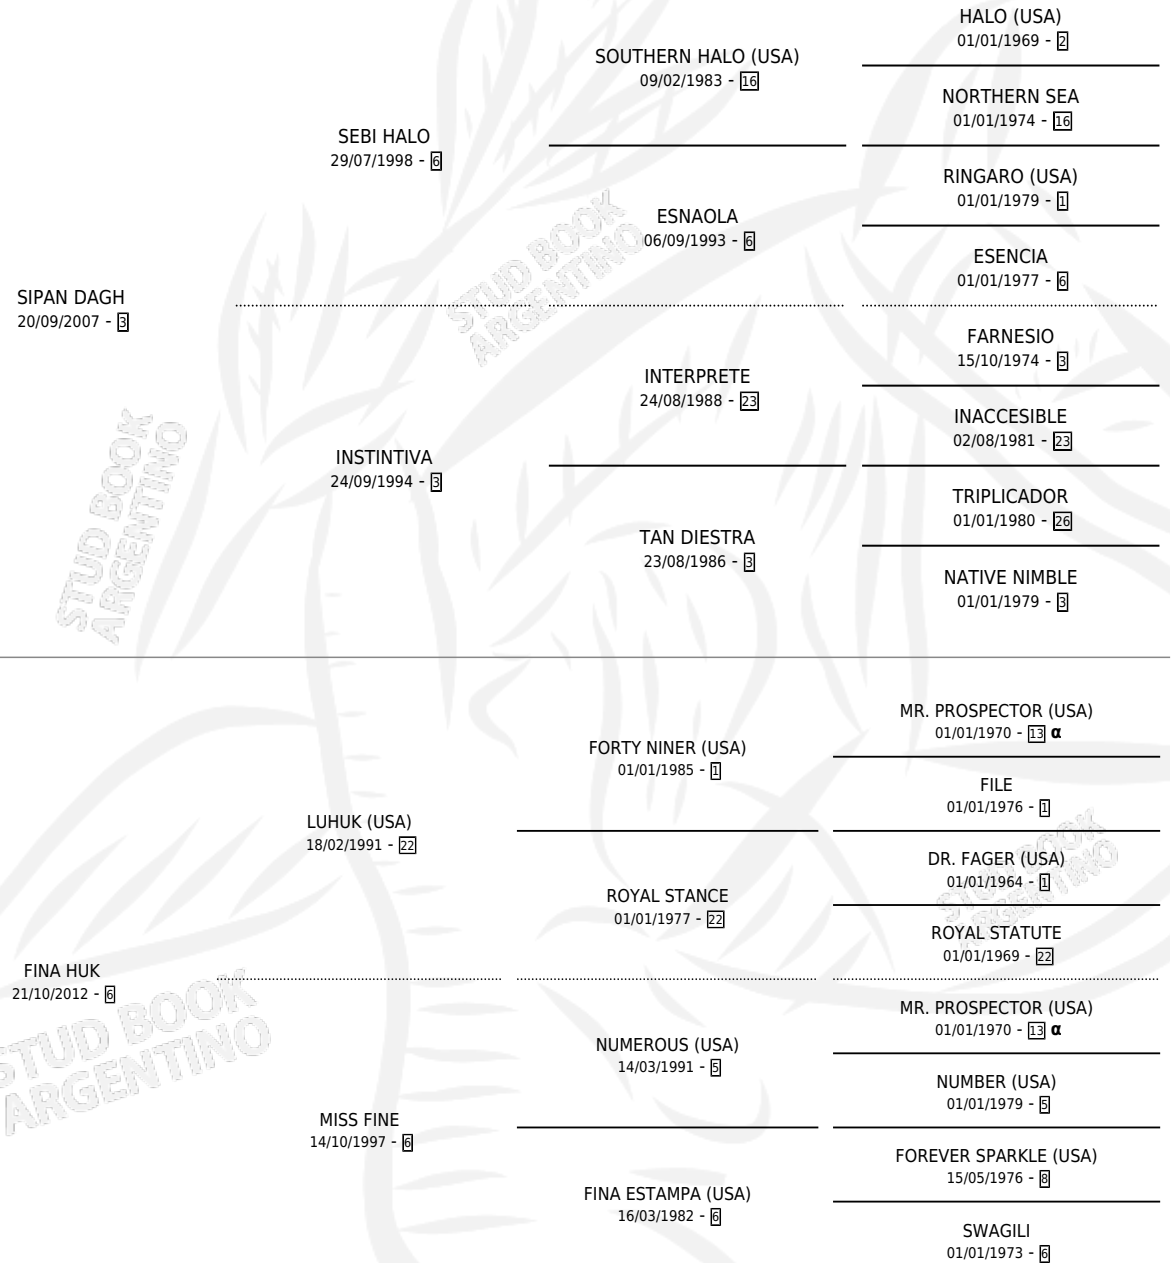 SIPAN DAGH
20/09/2007 - 3
SEBI HALO
29/07/1998 - 6
INSTINTIVA
24/09/1994 - 3
SOUTHERN HALO (USA)
09/02/1983 - 16
ESNAOLA
06/09/1993 - 6
INTERPRETE
24/08/1988 - 23
TAN DIESTRA
23/08/1986 - 3
HALO (USA)
01/01/1969 - 2
NORTHERN SEA
01/01/1974 - 16
RINGARO (USA)
01/01/1979 - 1
ESENCIA
01/01/1977 - 6
FARNESIO
15/10/1974 - 3
INACCESIBLE
02/08/1981 - 23
TRIPLICADOR
01/01/1980 - 26
NATIVE NIMBLE
01/01/1979 - 3
STUD BOOK
ARGENTINO
STUD BOOK
ARGENTINO
FINA HUK
21/10/2012 - 6
LUHUK (USA)
18/02/1991 - 22
MISS FINE
14/10/1997 - 6
FORTY NINER (USA)
01/01/1985 - 1
ROYAL STANCE
01/01/1977 - 22
NUMEROUS (USA)
14/03/1991 - 5
FINA ESTAMPA (USA)
16/03/1982 - 6
MR. PROSPECTOR (USA)
01/01/1970 - 13 α
FILE
01/01/1976 - 1
DR. FAGER (USA)
01/01/1964 - 1
ROYAL STATUTE
01/01/1969 - 22
MR. PROSPECTOR (USA)
01/01/1970 - 13 α
NUMBER (USA)
01/01/1979 - 5
FOREVER SPARKLE (USA)
15/05/1976 - 8
SWAGILI
01/01/1973 - 6
STUD BOOK
ARGENTINO
STUD BOOK
ARGENTINO